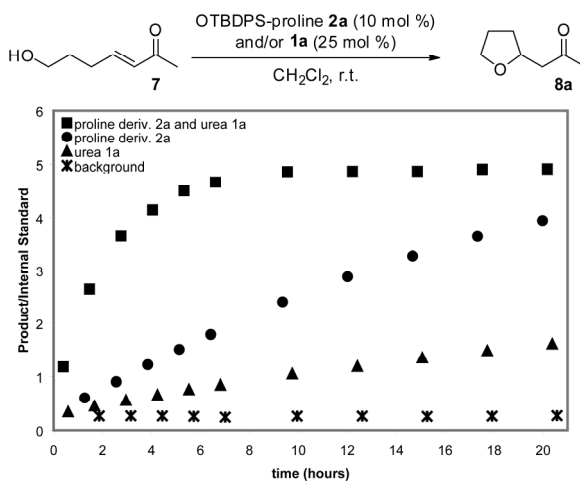 OTBDPS-proline 2a (10 mol %)
and/or 1a (25 mol %)
CH2Cl2, r.t.
HO
O
7
O
O
8a
6
5
4
3
2
1
0
Product/Internal Standard
proline deriv. 2a and urea 1a
proline deriv. 2a
urea 1a
background
0 2 4 6 8 10 12 14 16 18 20
time (hours)